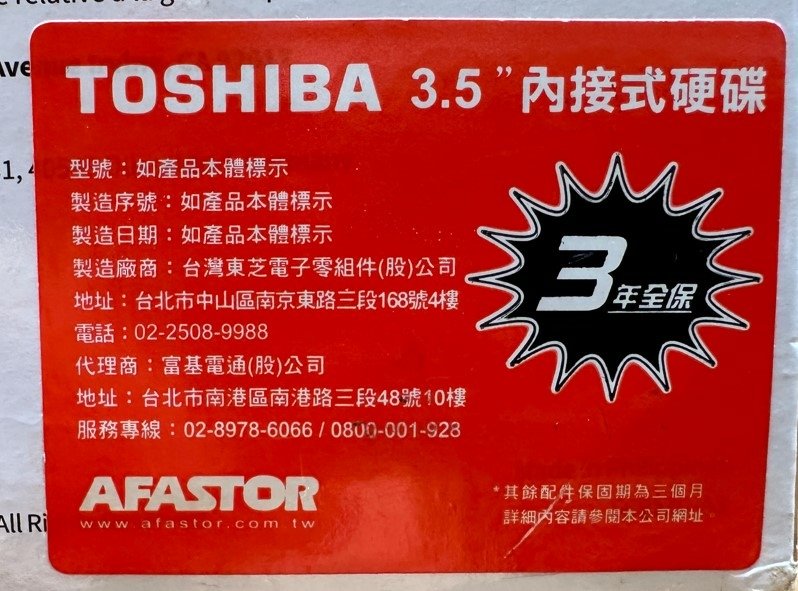 TOSHIBA 3.5" 內接式硬碟
型號：如產品本體標示
製造序號：如產品本體標示
製造日期：如產品本體標示
製造廠商：台灣東芝電子零組件(股)公司
地址：台北市中山區南京東路三段168號4樓
電話：02-2508-9988
代理商：富基電通(股)公司
地址：台北市南港區南港路三段48號10樓
服務專線：02-8978-6066 / 0800-001-928
3年全保
AFASTOR
www.afastor.com.tw
*其餘配件保固期為三個月
詳細內容請參閱本公司網址。
All Ri